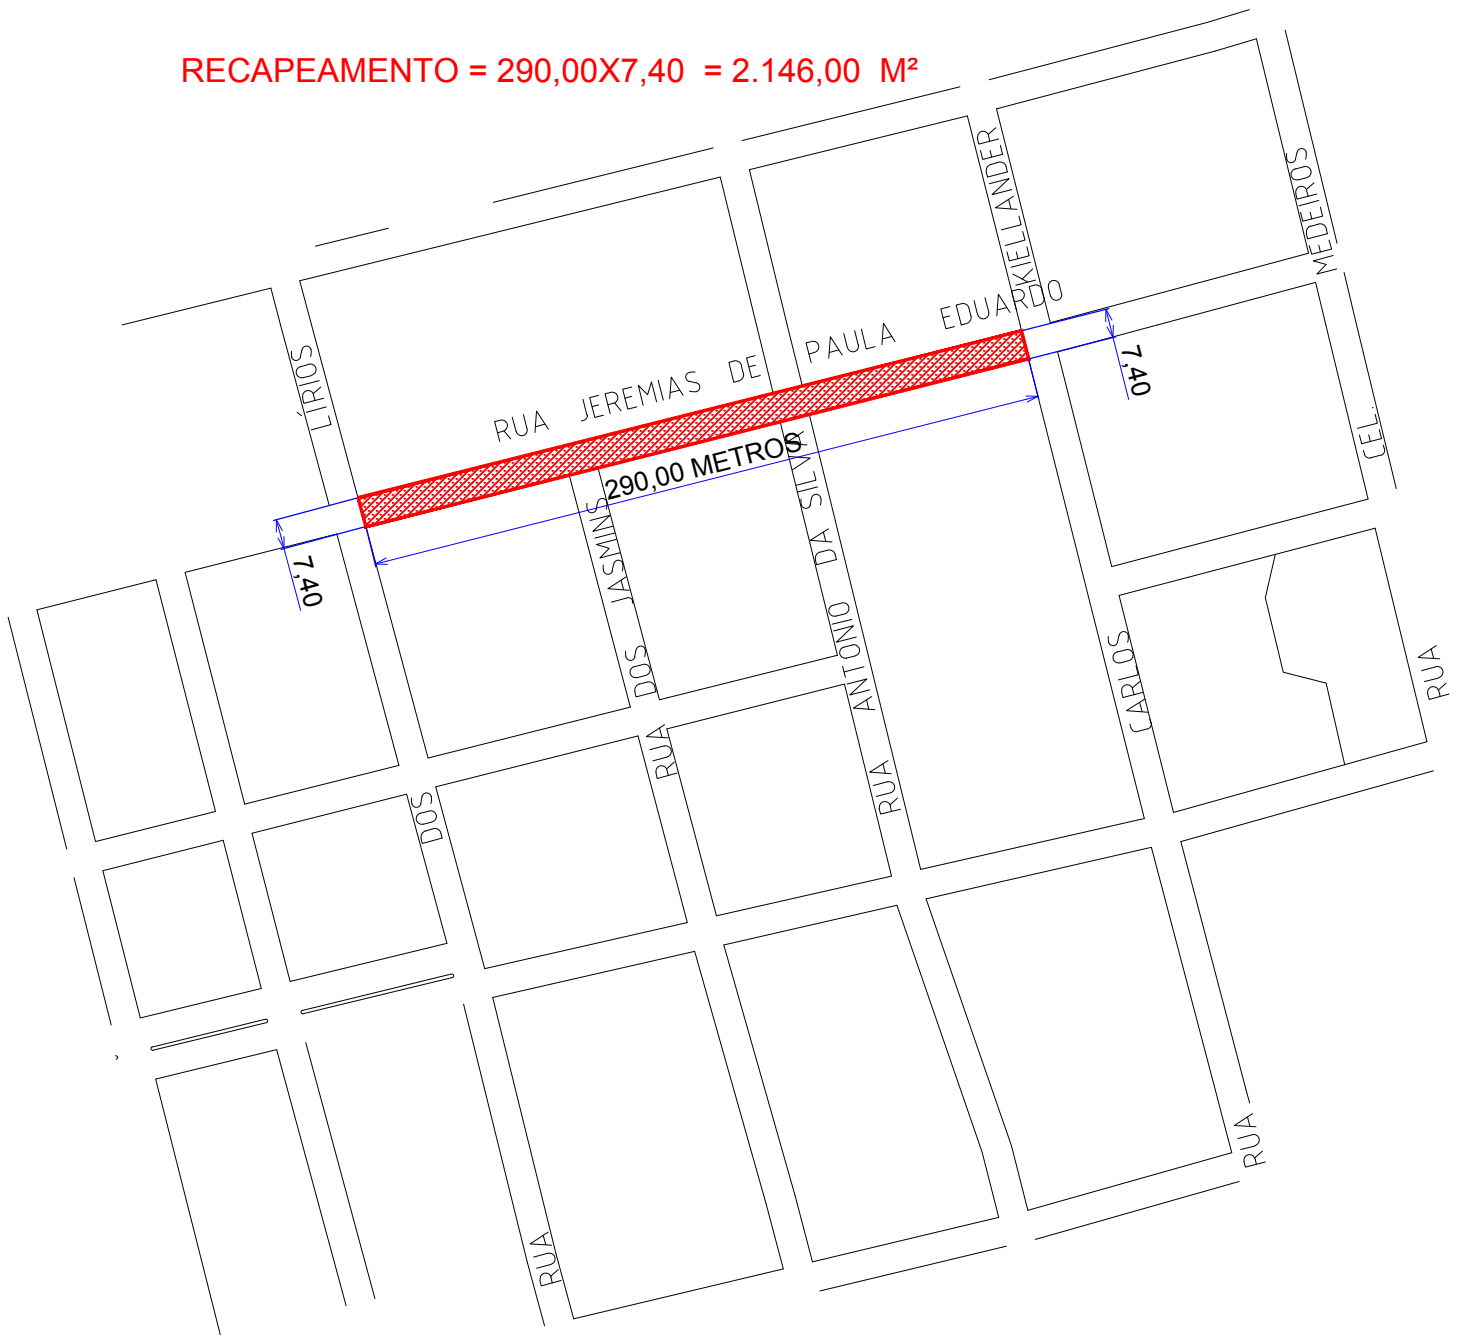 RECAPEAMENTO = 290,00X7,40 = 2.146,00 M²
RUA JEREMIAS DE PAULA EDUARDO
290,00 METROS
7,40
7,40
RUA DOS LÍRIOS
RUA DOS JASMINS
RUA ANTONIO DA SILVA
RUA CARLOS KIELLANDER
RUA CEL. MEDEIROS